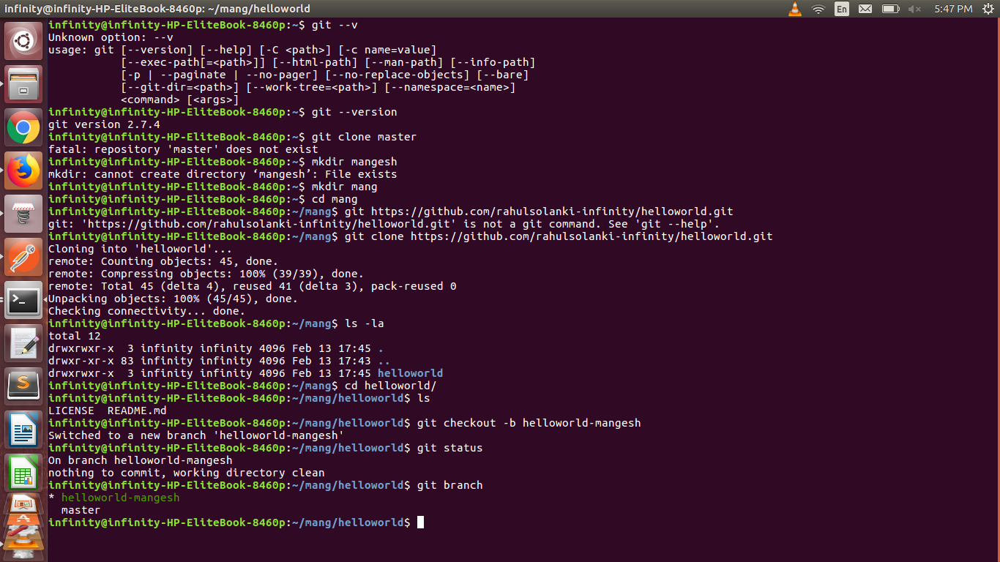 infinity@infinity-HP-EliteBook-8460p: ~/mang/helloworld
En
5:47 PM
infinity@infinity-HP-EliteBook-8460p:~$ git --v
Unknown option: --v
usage: git [--version] [--help] [-C <path>] [-c name=value]
           [--exec-path[=<path>]] [--html-path] [--man-path] [--info-path]
           [-p | --paginate | --no-pager] [--no-replace-objects] [--bare]
           [--git-dir=<path>] [--work-tree=<path>] [--namespace=<name>]
           <command> [<args>]
infinity@infinity-HP-EliteBook-8460p:~$ git --version
git version 2.7.4
infinity@infinity-HP-EliteBook-8460p:~$ git clone master
fatal: repository 'master' does not exist
infinity@infinity-HP-EliteBook-8460p:~$ mkdir mangesh
mkdir: cannot create directory ‘mangesh’: File exists
infinity@infinity-HP-EliteBook-8460p:~$ mkdir mang
infinity@infinity-HP-EliteBook-8460p:~$ cd mang
infinity@infinity-HP-EliteBook-8460p:~/mang$ git https://github.com/rahulsolanki-infinity/helloworld.git
git: 'https://github.com/rahulsolanki-infinity/helloworld.git' is not a git command. See 'git --help'.
infinity@infinity-HP-EliteBook-8460p:~/mang$ git clone https://github.com/rahulsolanki-infinity/helloworld.git
Cloning into 'helloworld'...
remote: Counting objects: 45, done.
remote: Compressing objects: 100% (39/39), done.
remote: Total 45 (delta 4), reused 41 (delta 3), pack-reused 0
Unpacking objects: 100% (45/45), done.
Checking connectivity... done.
infinity@infinity-HP-EliteBook-8460p:~/mang$ ls -la
total 12
drwxrwxr-x  3 infinity infinity 4096 Feb 13 17:45 .
drwxr-xr-x 83 infinity infinity 4096 Feb 13 17:43 ..
drwxrwxr-x  3 infinity infinity 4096 Feb 13 17:45 helloworld
infinity@infinity-HP-EliteBook-8460p:~/mang$ cd helloworld/
infinity@infinity-HP-EliteBook-8460p:~/mang/helloworld$ ls
LICENSE  README.md
infinity@infinity-HP-EliteBook-8460p:~/mang/helloworld$ git checkout -b helloworld-mangesh
Switched to a new branch 'helloworld-mangesh'
infinity@infinity-HP-EliteBook-8460p:~/mang/helloworld$ git status
On branch helloworld-mangesh
nothing to commit, working directory clean
infinity@infinity-HP-EliteBook-8460p:~/mang/helloworld$ git branch
* helloworld-mangesh
  master
infinity@infinity-HP-EliteBook-8460p:~/mang/helloworld$